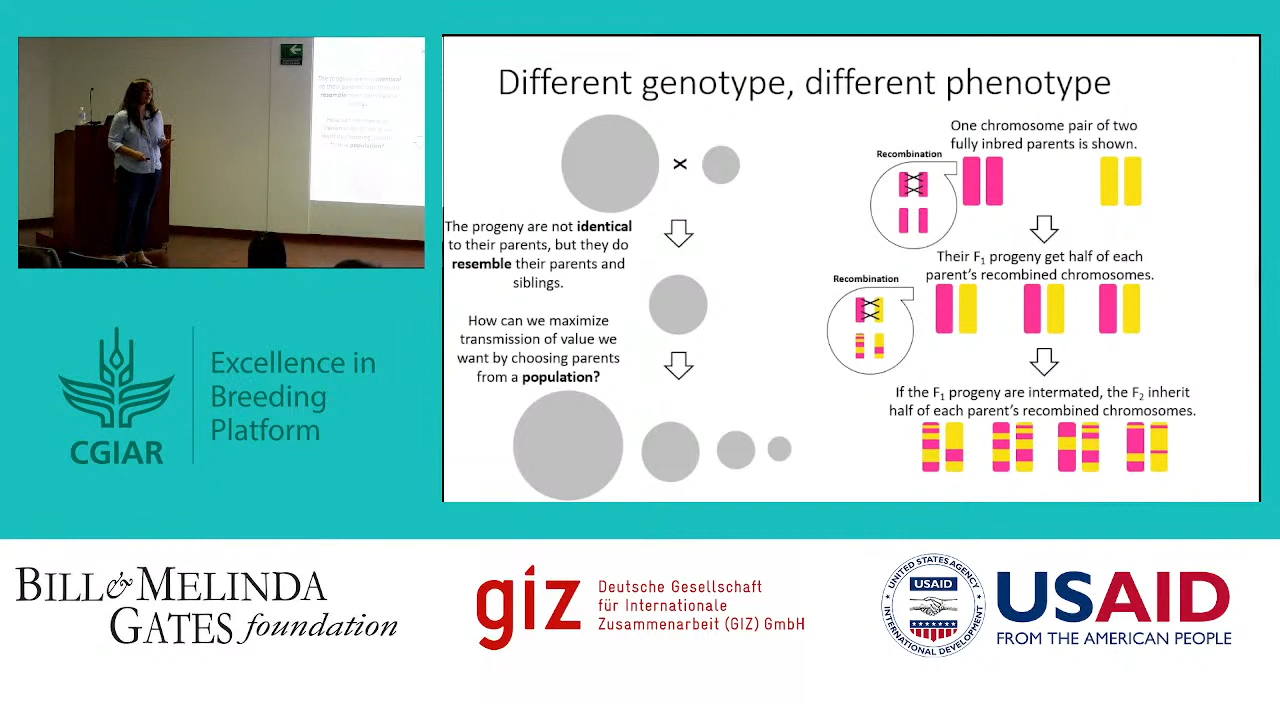 Different genotype, different phenotype
x
The progeny are not identical
to their parents, but they do
resemble their parents and
siblings.
How can we maximize
transmission of value we
want by choosing parents
from a population?
One chromosome pair of two
fully inbred parents is shown.
Recombination
Their F₁ progeny get half of each
parent's recombined chromosomes.
Recombination
If the F₁ progeny are intermated, the F₂ inherit
half of each parent's recombined chromosomes.
CGIAR
Excellence in
Breeding
Platform
BILL & MELINDA
GATES foundation
giz
Deutsche Gesellschaft
für Internationale
Zusammenarbeit (GIZ) GmbH
UNITED STATES AGENCY
USAID
INTERNATIONAL DEVELOPMENT
USAID
FROM THE AMERICAN PEOPLE